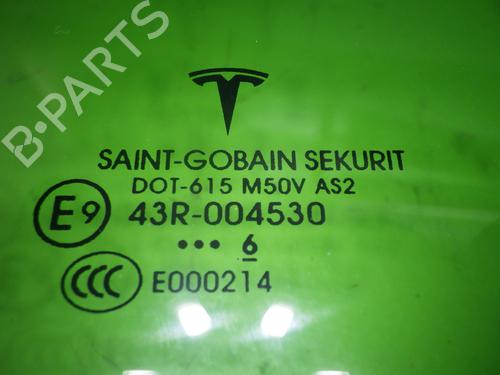 B-PARTS
SAINT-GOBAIN SEKURIT
DOT-615 M50V AS2
E9 43R-004530
••• 6
CCC E000214